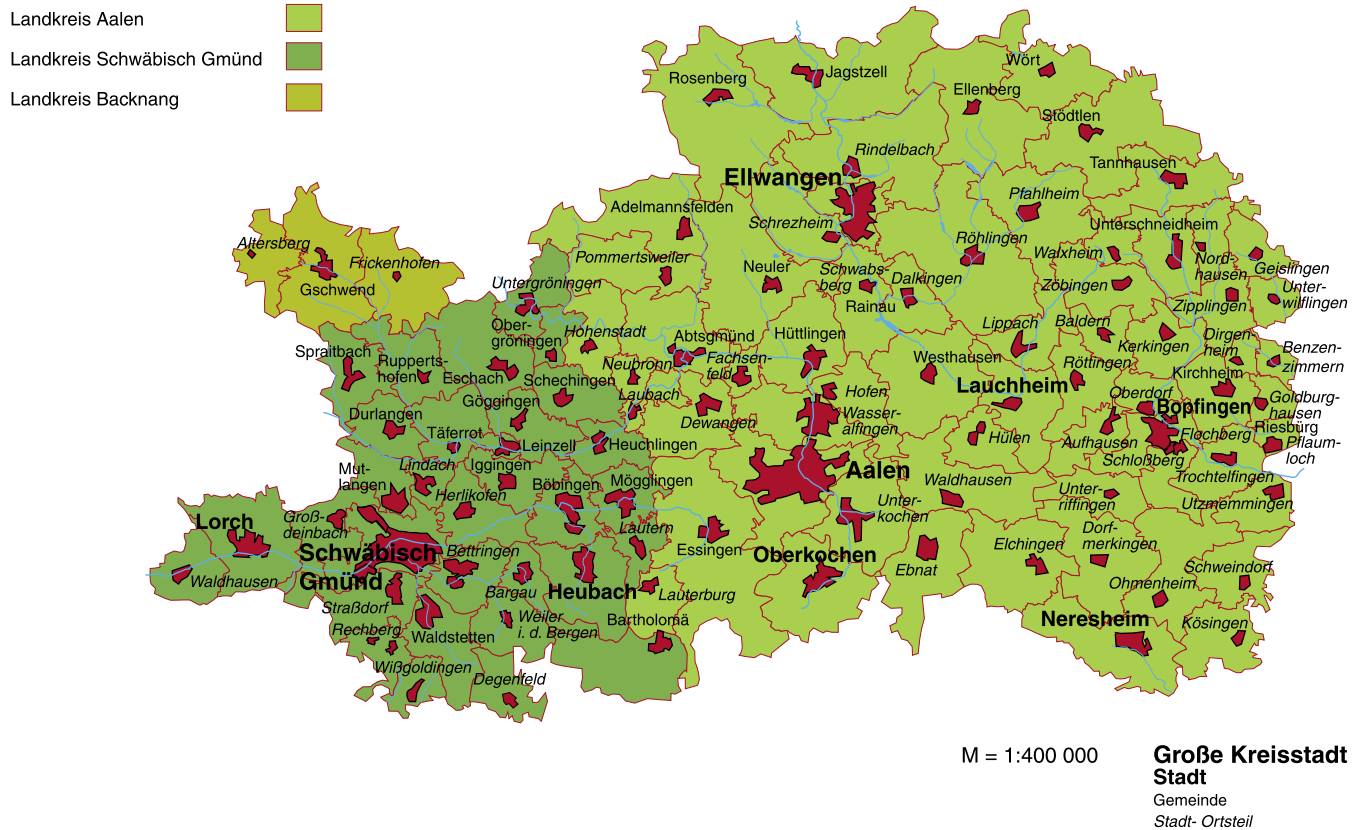 Landkreis Aalen
Landkreis Schwäbisch Gmünd
Landkreis Backnang
Wört
Rosenberg
Jagstzell
Ellenberg
Stödtlen
Rindelbach
Tannhausen
Ellwangen
Pfahlheim
Adelmannsfelden
Schrezheim
Unterschneidheim
Altersberg
Röhlingen
Walxheim
Frickenhofen
Pommertsweiler
Neuler
Schwabs-
berg
Dalkingen
Nord-
hausen
Geislingen
Gschwend
Untergröningen
Zöbingen
Unter-
wilflingen
Rainau
Zipplingen
Ober-
gröningen
Hohenstadt
Abtsgmünd
Hüttlingen
Lippach
Baldern
Kerkingen
Dirgen-
heim
Benzen-
zimmern
Spraitbach
Rupperts-
hofen
Eschach
Schechingen
Neubronn
Fachsen-
feld
Westhausen
Röttingen
Kirchheim
Lauchheim
Laubach
Hofen
Oberdorf
Goldburg-
hausen
Göggingen
Bopfingen
Durlangen
Dewangen
Wasser-
alfingen
Riesbürg
Täferrot
Leinzell
Heuchlingen
Hülen
Aufhausen
Flochberg
Pflaum-
loch
Schloßberg
Lindach
Iggingen
Mut-
langen
Böbingen
Mögglingen
Aalen
Waldhausen
Trochtelfingen
Herlikofen
Unter-
riffingen
Utzmemmingen
Lorch
Groß-
deinbach
Lautern
Unter-
kochen
Schwäbisch
Gmünd
Bettringen
Essingen
Oberkochen
Elchingen
Dorf-
merkingen
Waldhausen
Bargau
Heubach
Ebnat
Schweindorf
Lauterburg
Ohmenheim
Straßdorf
Weiler
i. d. Bergen
Bartholomä
Neresheim
Kösingen
Rechberg
Waldstetten
Wißgoldingen
Degenfeld
M = 1:400 000
Große Kreisstadt
Stadt
Gemeinde
Stadt- Ortsteil